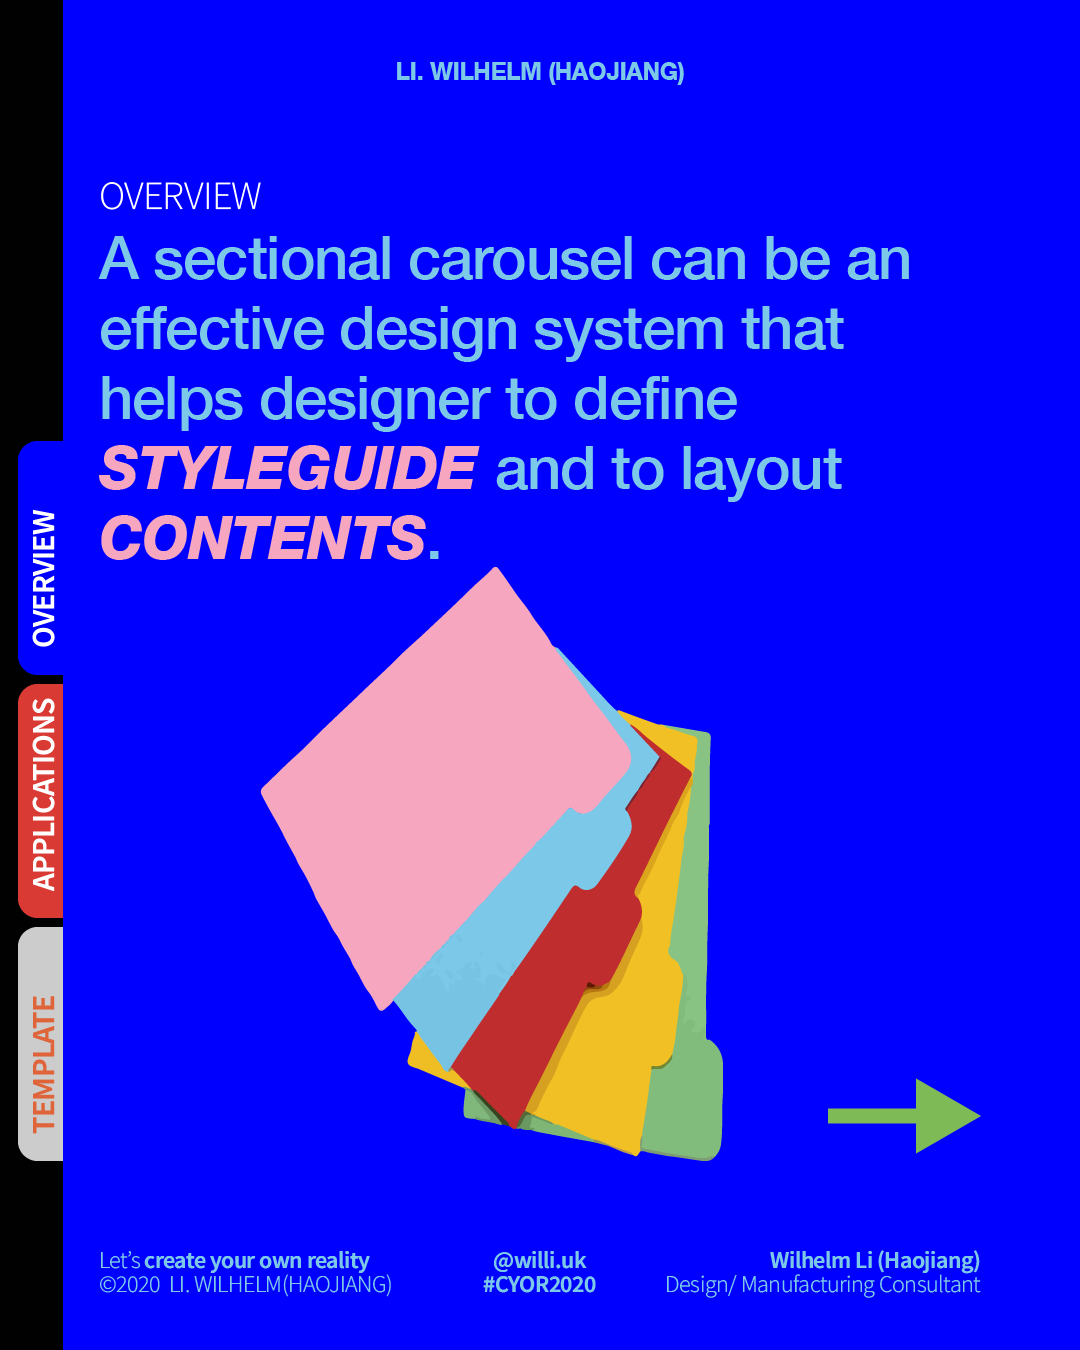 LI. WILHELM (HAOJIANG)
OVERVIEW
A sectional carousel can be an
effective design system that
helps designer to define
STYLEGUIDE and to layout
CONTENTS.
OVERVIEW
APPLICATIONS
TEMPLATE
Let's create your own reality
©2020 LI. WILHELM(HAOJIANG)
@willi.uk
#CYOR2020
Wilhelm Li (Haojiang)
Design/ Manufacturing Consultant